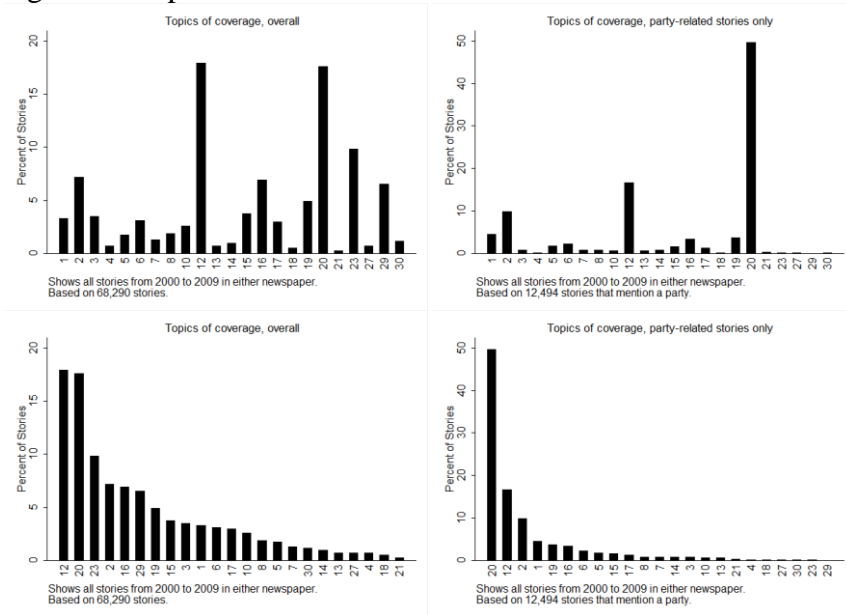 Topics of coverage, overall
Percent of Stories
20
15
10
5
0
1 2 3 4 5 6 7 8 10 12 13 14 15 16 17 18 19 20 21 23 27 29 30
Shows all stories from 2000 to 2009 in either newspaper.
Based on 68,290 stories.
Topics of coverage, party-related stories only
Percent of Stories
50
40
30
20
10
0
1 2 3 4 5 6 7 8 10 12 13 14 15 16 17 18 19 20 21 23 27 29 30
Shows all stories from 2000 to 2009 in either newspaper.
Based on 12,494 stories that mention a party.
Topics of coverage, overall
Percent of Stories
20
15
10
5
0
12 20 23 2 16 29 19 15 3 1 6 17 10 8 5 7 30 14 13 27 4 18 21
Shows all stories from 2000 to 2009 in either newspaper.
Based on 68,290 stories.
Topics of coverage, party-related stories only
Percent of Stories
50
40
30
20
10
0
20 12 2 1 19 16 6 5 15 17 8 7 14 3 10 13 21 4 18 27 30 23 29
Shows all stories from 2000 to 2009 in either newspaper.
Based on 12,494 stories that mention a party.